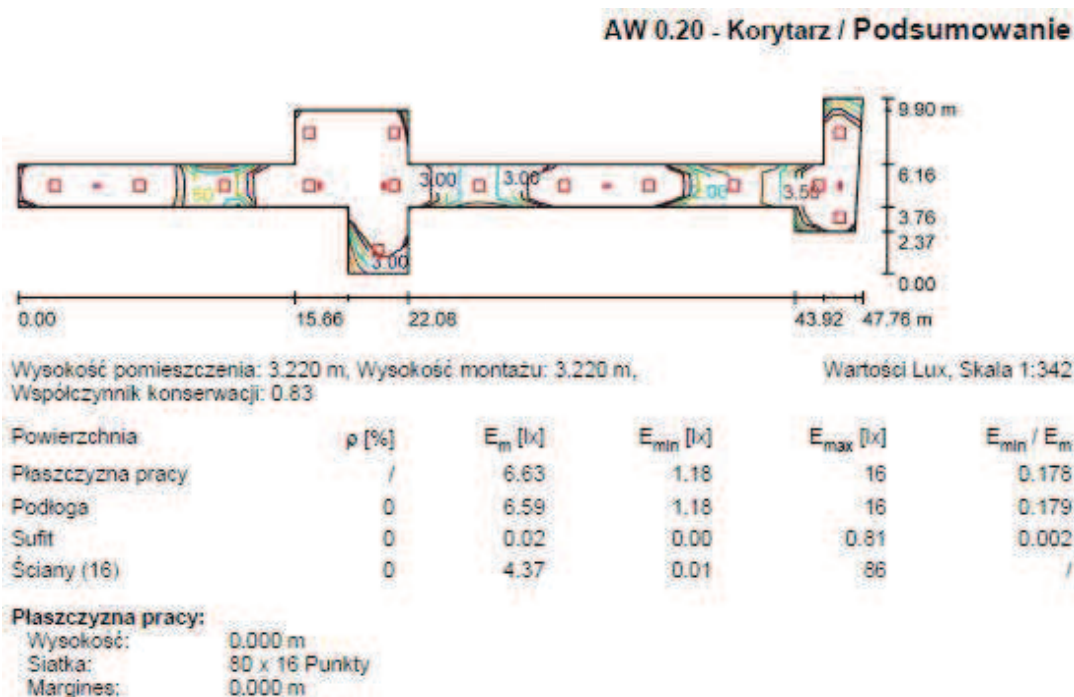 AW 0.20 - Korytarz / Podsumowanie
9.90 m
6.16
3.76
2.37
0.00
3.00
3.00
3.50
3.00
0.00 15.66 22.08 43.92 47.76 m
Wysokość pomieszczenia: 3.220 m, Wysokość montażu: 3.220 m, Wartości Lux, Skala 1:342
Współczynnik konserwacji: 0.83
Powierzchnia ρ [%] Em [lx] Emin [lx] Emax [lx] Emin / Em
Płaszczyzna pracy / 6.63 1.18 16 0.178
Podłoga 0 6.59 1.18 16 0.179
Sufit 0 0.02 0.00 0.81 0.002
Ściany (16) 0 4.37 0.01 86 /
Płaszczyzna pracy:
Wysokość: 0.000 m
Siatka: 80 x 16 Punkty
Margines: 0.000 m